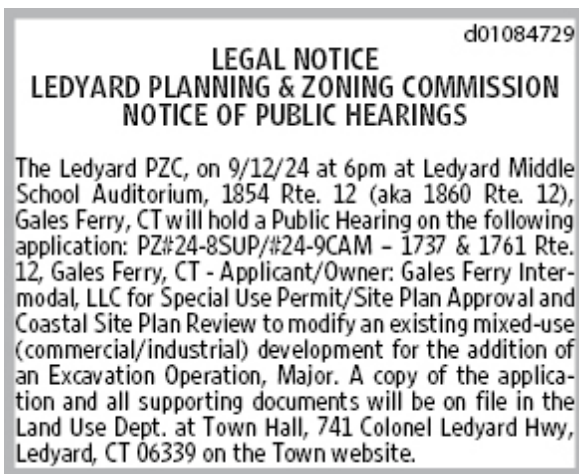 d01084729
LEGAL NOTICE
LEDYARD PLANNING & ZONING COMMISSION
NOTICE OF PUBLIC HEARINGS
The Ledyard PZC, on 9/12/24 at 6pm at Ledyard Middle
School Auditorium, 1854 Rte. 12 (aka 1860 Rte. 12),
Gales Ferry, CT will hold a Public Hearing on the following
application: PZ#24-8SUP/#24-9CAM – 1737 & 1761 Rte.
12, Gales Ferry, CT - Applicant/Owner: Gales Ferry Inter-
modal, LLC for Special Use Permit/Site Plan Approval and
Coastal Site Plan Review to modify an existing mixed-use
(commercial/industrial) development for the addition of
an Excavation Operation, Major. A copy of the applica-
tion and all supporting documents will be on file in the
Land Use Dept. at Town Hall, 741 Colonel Ledyard Hwy,
Ledyard, CT 06339 on the Town website.